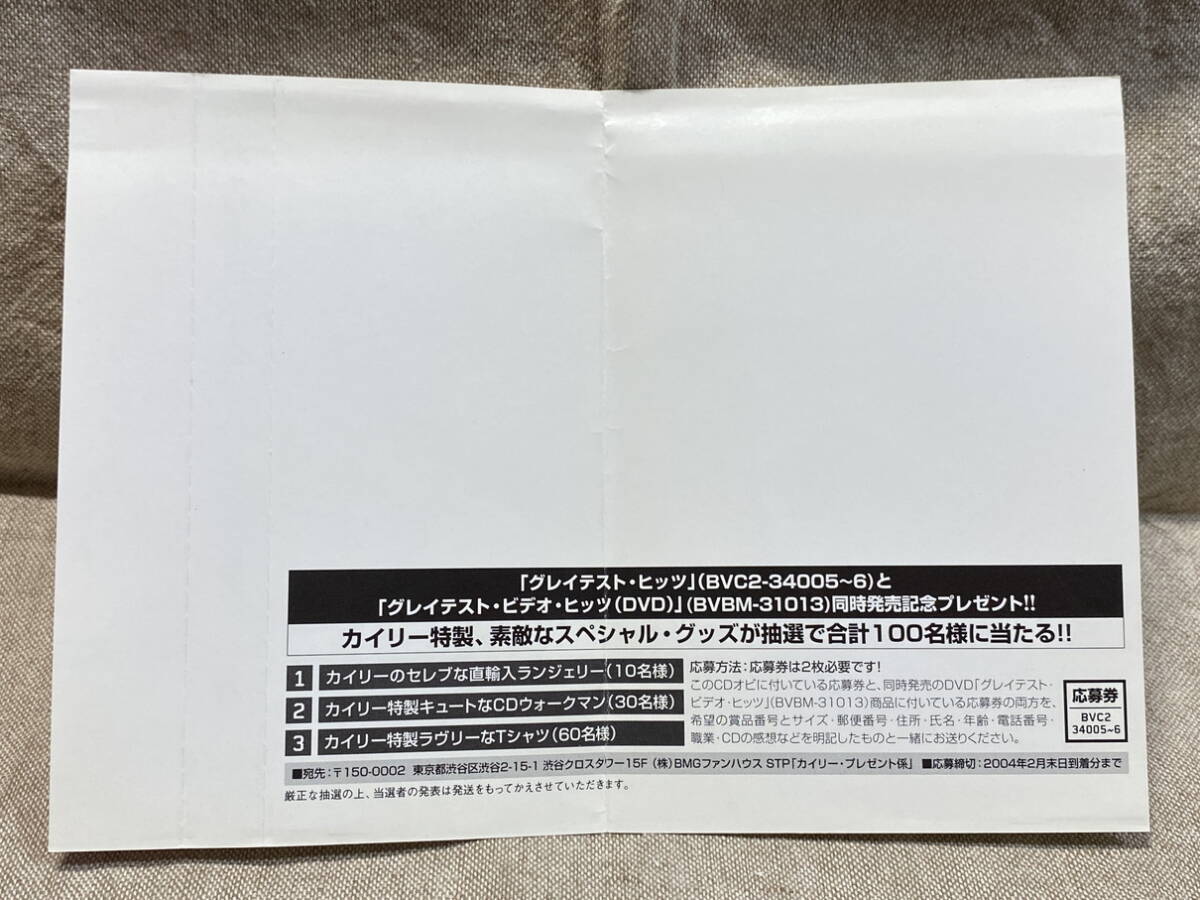 「グレイテスト・ヒッツ」(BVC2-34005~6)と
「グレイテスト・ビデオ・ヒッツ(DVD)」(BVBM-31013)同時発売記念プレゼント!!
カイリー特製、素敵なスペシャル・グッズが抽選で合計100名様に当たる!!
1 カイリーのセレブな直輸入ランジェリー(10名様)
2 カイリー特製キュートなCDウォークマン(30名様)
3 カイリー特製ラヴリーなTシャツ(60名様)
応募方法:応募券は2枚必要です!
このCDオビに付いている応募券と、同時発売のDVD「グレイテスト・
ビデオ・ヒッツ」(BVBM-31013)商品に付いている応募券の両方を、
希望の賞品番号とサイズ・郵便番号・住所・氏名・年齢・電話番号・
職業・CDの感想などを明記したものと一緒にお送りください。
応募券
BVC2
34005~6
■宛先:〒150-0002 東京都渋谷区渋谷2-15-1 渋谷クロスタワー15F (株)BMGファンハウス STP「カイリー・プレゼント係」 ■応募締切:2004年2月末日到着分まで
厳正な抽選の上、当選者の発表は発送をもってかえさせていただきます。